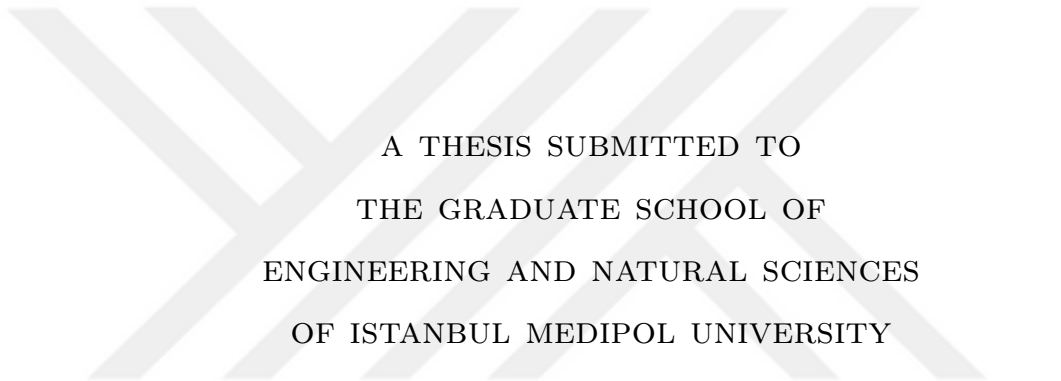 A THESIS SUBMITTED TO
THE GRADUATE SCHOOL OF
ENGINEERING AND NATURAL SCIENCES
OF ISTANBUL MEDIPOL UNIVERSITY